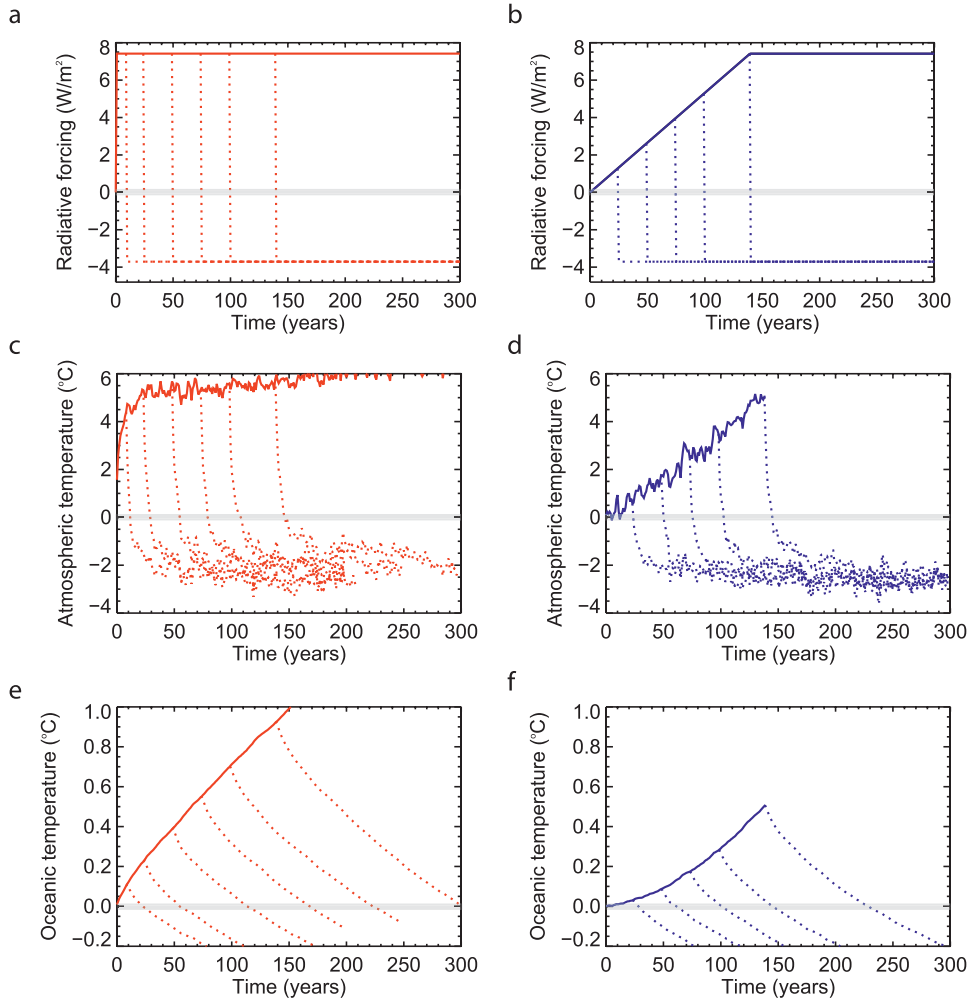 a
b
Radiative forcing (W/m²)
8
6
4
2
0
−2
−4
0 50 100 150 200 250 300
Time (years)
Radiative forcing (W/m²)
8
6
4
2
0
−2
−4
0 50 100 150 200 250 300
Time (years)
c
d
Atmospheric temperature (°C)
6
4
2
0
−2
−4
0 50 100 150 200 250 300
Time (years)
Atmospheric temperature (°C)
6
4
2
0
−2
−4
0 50 100 150 200 250 300
Time (years)
e
f
Oceanic temperature (°C)
1.0
0.8
0.6
0.4
0.2
0.0
−0.2
0 50 100 150 200 250 300
Time (years)
Oceanic temperature (°C)
1.0
0.8
0.6
0.4
0.2
0.0
−0.2
0 50 100 150 200 250 300
Time (years)